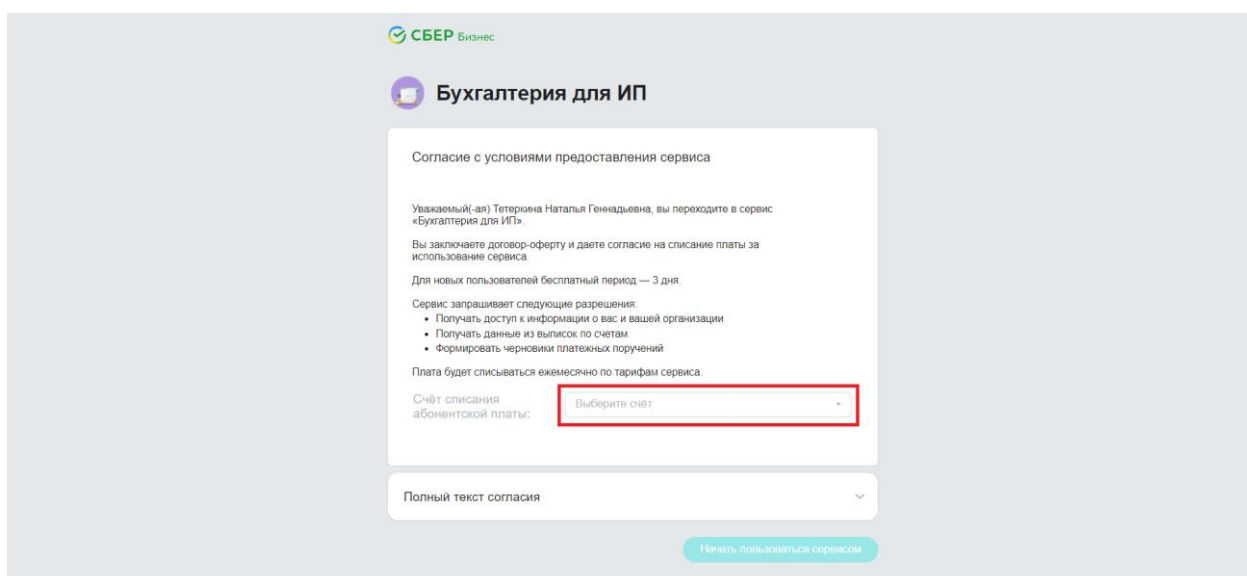 СБЕР Бизнес
Бухгалтерия для ИП
Согласие с условиями предоставления сервиса
Уважаемый(-ая) Тетеркина Наталья Геннадьевна, вы переходите в сервис
«Бухгалтерия для ИП».
Вы заключаете договор-оферту и даете согласие на списание платы за
использование сервиса.
Для новых пользователей бесплатный период — 3 дня.
Сервис запрашивает следующие разрешения:
• Получать доступ к информации о вас и вашей организации
• Получать данные из выписок по счетам
• Формировать черновики платежных поручений
Плата будет списываться ежемесячно по тарифам сервиса.
Счёт списания
абонентской платы:
Выберите счёт
Полный текст согласия
Начать пользоваться сервисом